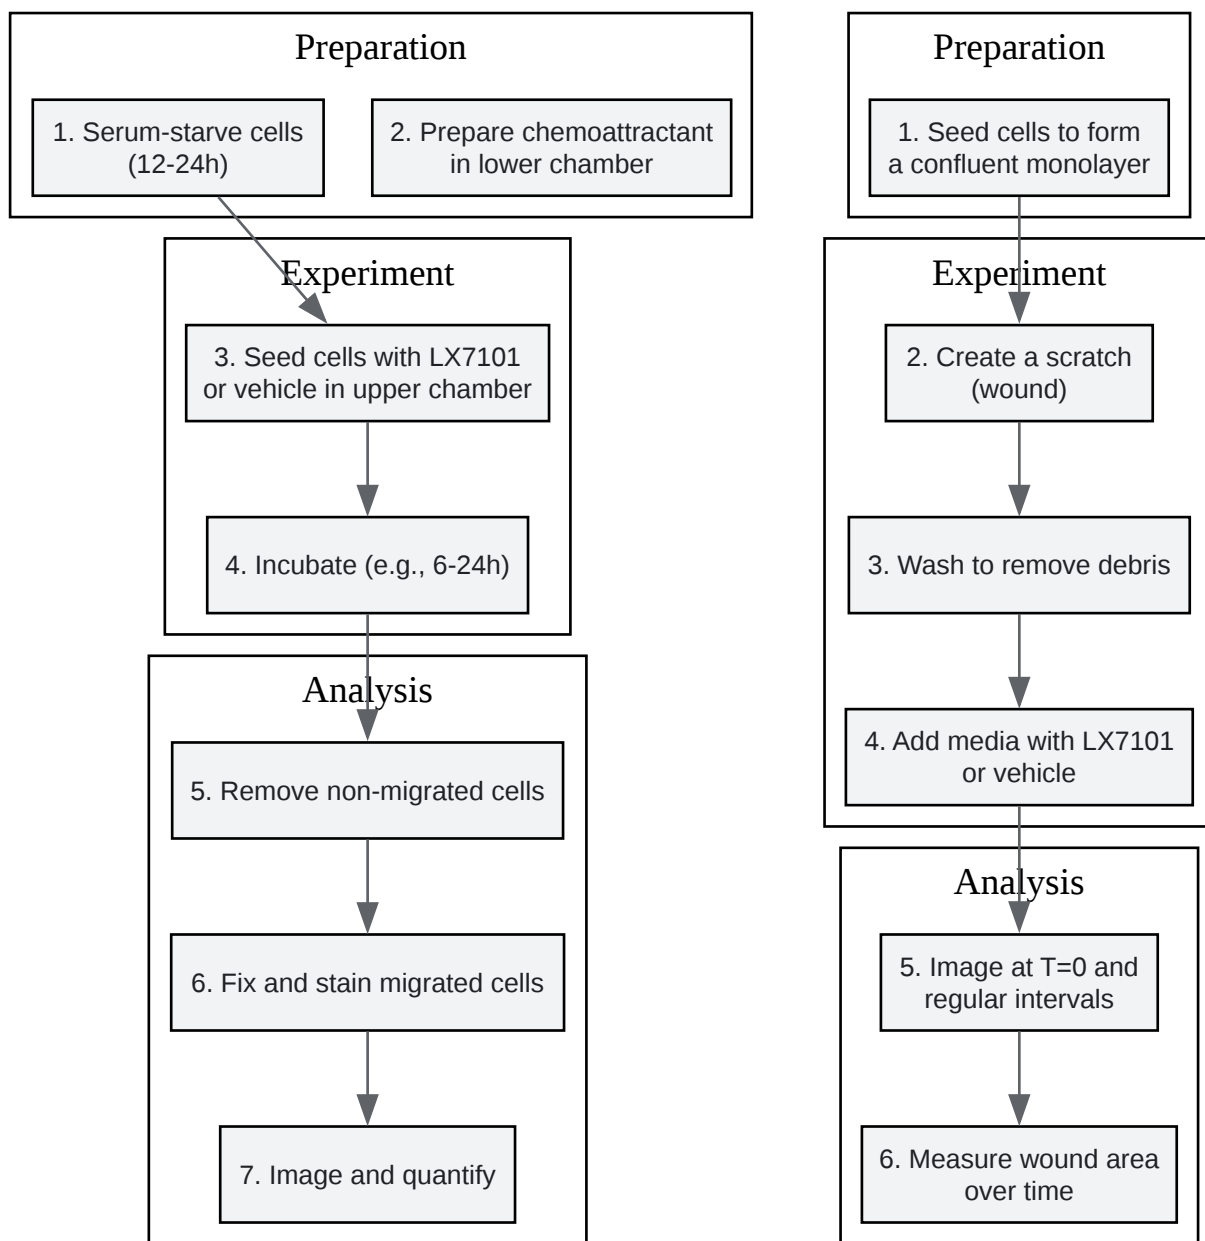 Preparation
1. Serum-starve cells
(12-24h)
2. Prepare chemoattractant
in lower chamber
Experiment
3. Seed cells with LX7101
or vehicle in upper chamber
4. Incubate (e.g., 6-24h)
Analysis
5. Remove non-migrated cells
6. Fix and stain migrated cells
7. Image and quantify
Preparation
1. Seed cells to form
a confluent monolayer
Experiment
2. Create a scratch
(wound)
3. Wash to remove debris
4. Add media with LX7101
or vehicle
Analysis
5. Image at T=0 and
regular intervals
6. Measure wound area
over time